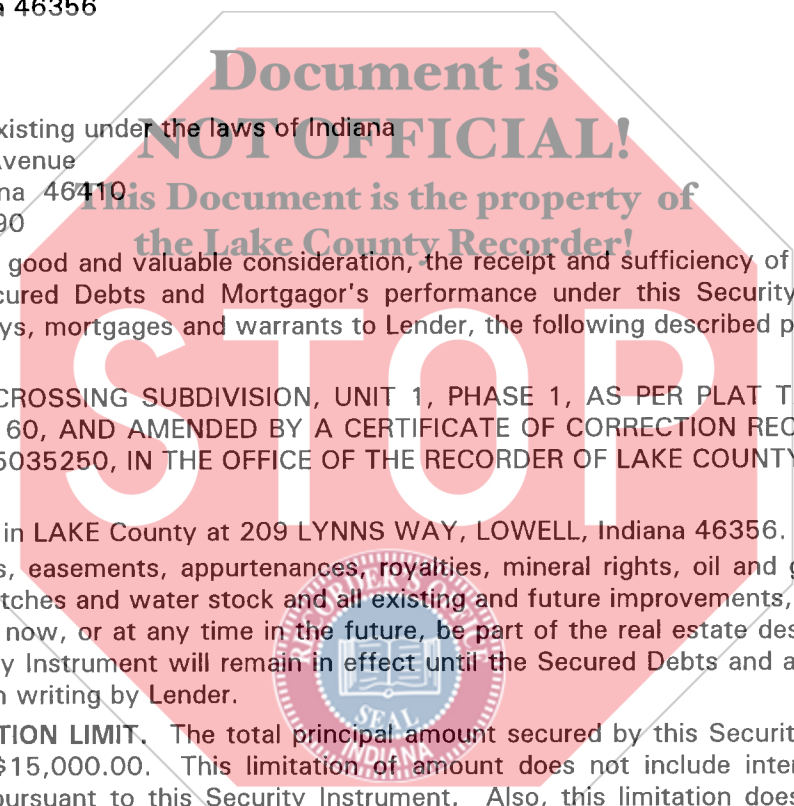 a 46356
Document is
xisting under the laws of Indiana
NOT OFFICIAL!
Avenue
na 46410
This Document is the property of
90
the Lake County Recorder!
good and valuable consideration, the receipt and sufficiency of
cured Debts and Mortgagor's performance under this Security
ys, mortgages and warrants to Lender, the following described p
STOP
CROSSING SUBDIVISION, UNIT 1, PHASE 1, AS PER PLAT T
60, AND AMENDED BY A CERTIFICATE OF CORRECTION REC
5035250, IN THE OFFICE OF THE RECORDER OF LAKE COUNTY
in LAKE County at 209 LYNNS WAY, LOWELL, Indiana 46356.
s, easements, appurtenances, royalties, mineral rights, oil and g
tches and water stock and all existing and future improvements,
now, or at any time in the future, be part of the real estate des
y Instrument will remain in effect until the Secured Debts and a
n writing by Lender.
RECORDER'S OFFICE
SEAL
INDIANA
TION LIMIT. The total principal amount secured by this Securit
$15,000.00. This limitation of amount does not include inter
oursuant to this Security Instrument. Also, this limitation does